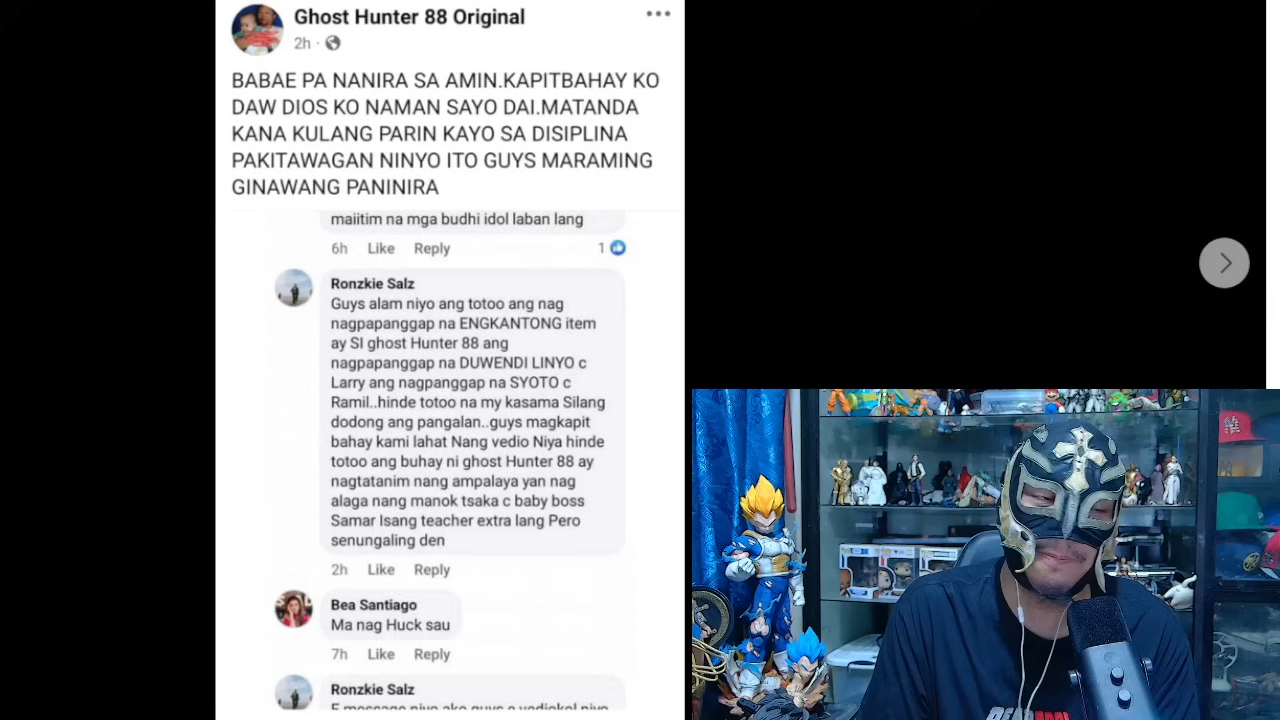 Ghost Hunter 88 Original
2h ·
BABAE PA NANIRA SA AMIN.KAPITBAHAY KO
DAW DIOS KO NAMAN SAYO DAI.MATANDA
KANA KULANG PARIN KAYO SA DISIPLINA
PAKITAWAGAN NINYO ITO GUYS MARAMING
GINAWANG PANINIRA
maiitim na mga budhi idol laban lang
6h Like Reply 1
Ronzkie Salz
Guys alam niyo ang totoo ang nag
nagpapanggap na ENGKANTONG item
ay SI ghost Hunter 88 ang
nagpapanggap na DUWENDI LINYO c
Larry ang nagpanggap na SYOTO c
Ramil..hinde totoo na my kasama Silang
dodong ang pangalan..guys magkapit
bahay kami lahat Nang vedio Niya hinde
totoo ang buhay ni ghost Hunter 88 ay
nagtatanim nang ampalaya yan nag
alaga nang manok tsaka c baby boss
Samar Isang teacher extra lang Pero
senungaling den
2h Like Reply
Bea Santiago
Ma nag Huck sau
7h Like Reply
Ronzkie Salz
E message niyo ako guys e vediokol niyo